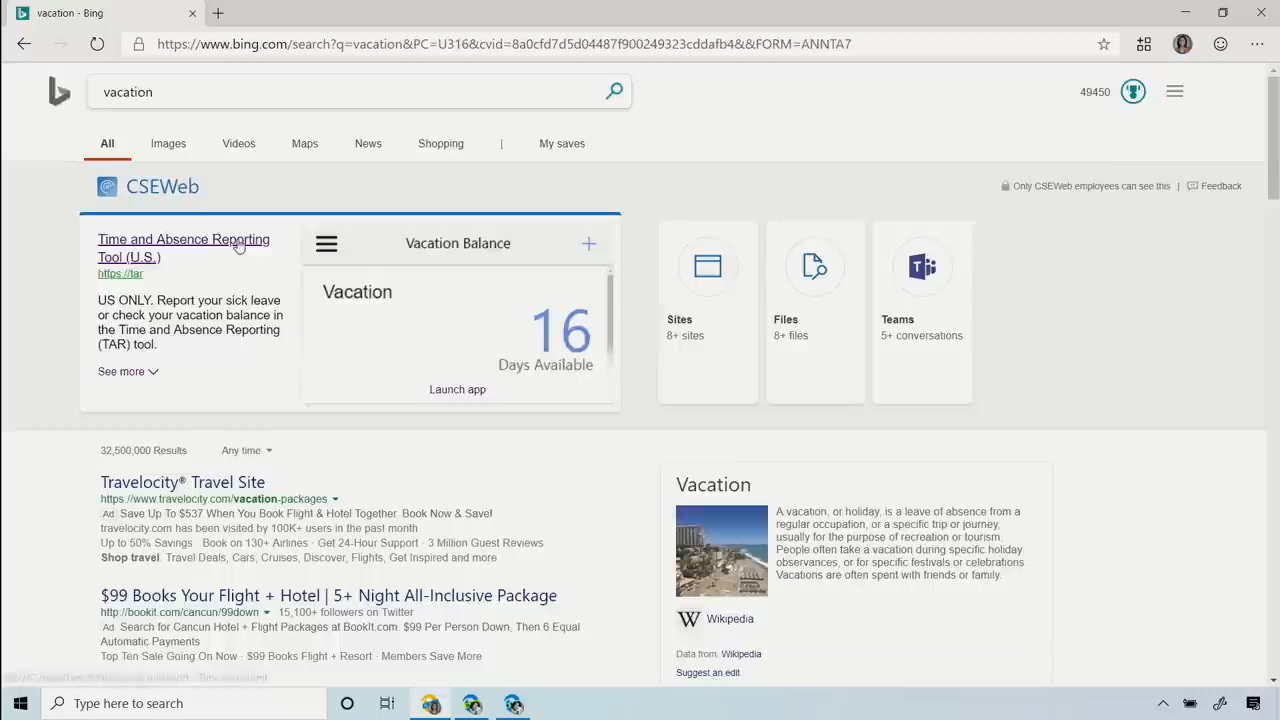 vacation - Bing
https://www.bing.com/search?q=vacation&PC=U316&cvid=8a0cfd7d5d04487f900249323cddafb4&&FORM=ANNTA7
vacation
49450
All Images Videos Maps News Shopping | My saves
CSEWeb
Only CSEWeb employees can see this | Feedback
Time and Absence Reporting
Tool (U.S.)
https://tar
US ONLY. Report your sick leave
or check your vacation balance in
the Time and Absence Reporting
(TAR) tool.
See more
Vacation Balance
Vacation
16
Days Available
Launch app
Sites
8+ sites
Files
8+ files
Teams
5+ conversations
32,500,000 Results Any time
Travelocity® Travel Site
https://www.travelocity.com/vacation-packages
Ad Save Up To $537 When You Book Flight & Hotel Together. Book Now & Save!
travelocity.com has been visited by 100K+ users in the past month
Up to 50% Savings · Book on 130+ Airlines · Get 24-Hour Support · 3 Million Guest Reviews
Shop travel: Travel Deals, Cars, Cruises, Discover, Flights, Get Inspired and more
$99 Books Your Flight + Hotel | 5+ Night All-Inclusive Package
http://bookit.com/cancun/99down 15,100+ followers on Twitter
Ad Search for Cancun Hotel + Flight Packages at BookIt.com. $99 Per Person Down, Then 6 Equal
Automatic Payments
Top Ten Sale Going On Now · $99 Books Flight + Resort · Members Save More
Vacation
A vacation, or holiday, is a leave of absence from a
regular occupation, or a specific trip or journey,
usually for the purpose of recreation or tourism.
People often take a vacation during specific holiday
observances, or for specific festivals or celebrations.
Vacations are often spent with friends or family.
W Wikipedia
Data from: Wikipedia
Suggest an edit
Type here to search